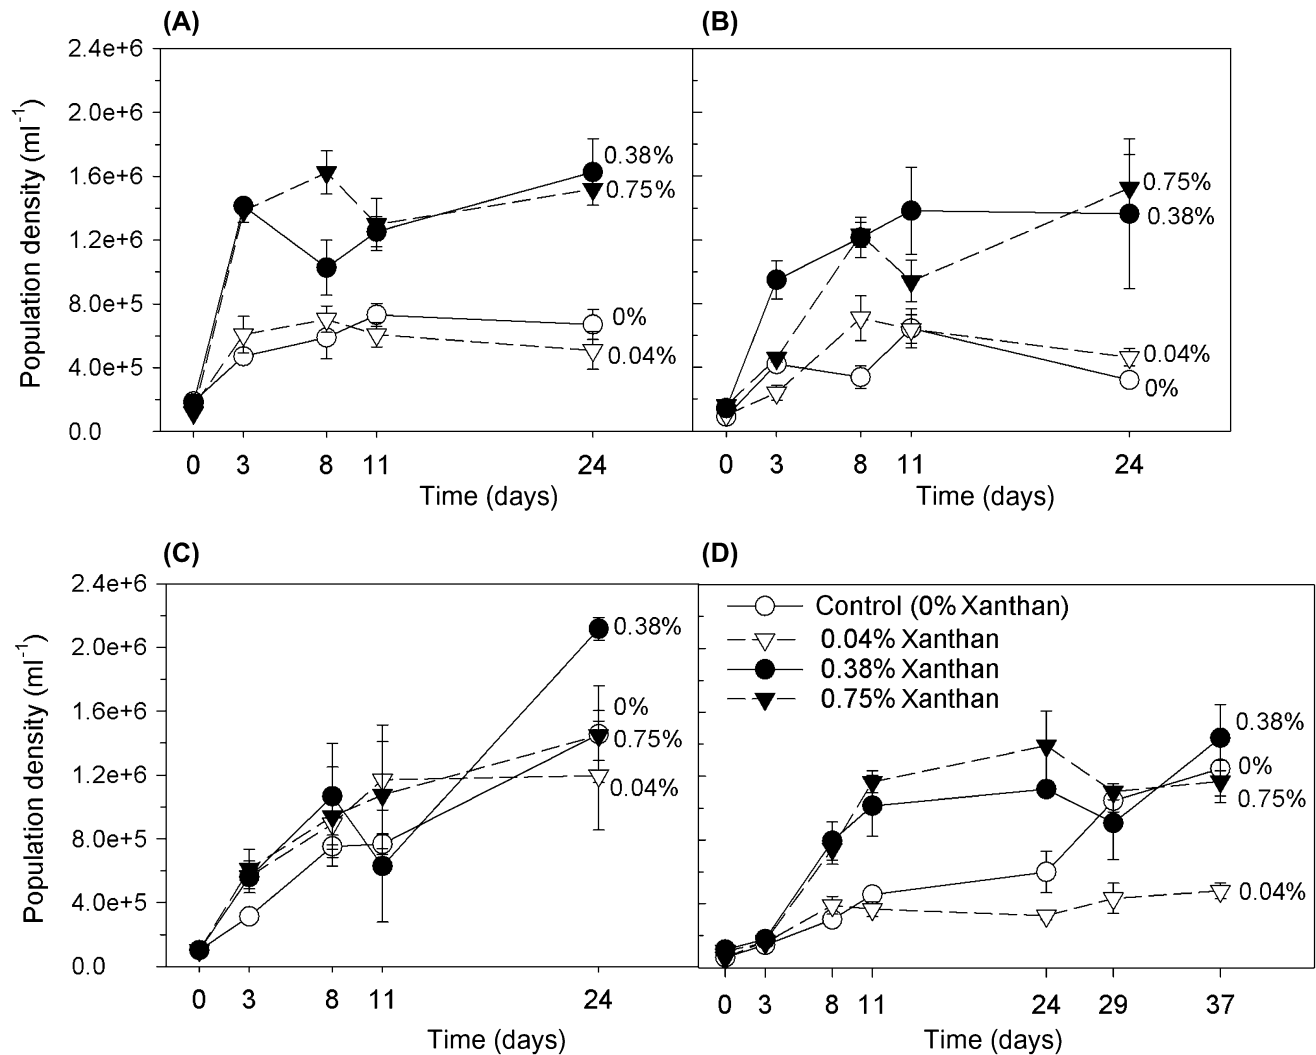 (A)
(B)
2.4e+6
2.0e+6
1.6e+6
1.2e+6
8.0e+5
4.0e+5
0.0
Population density (ml⁻¹)
0.38%
0.75%
0%
0.04%
0.75%
0.38%
0.04%
0%
0 3 8 11 24
0 3 8 11 24
Time (days)
Time (days)
(C)
(D)
2.4e+6
2.0e+6
1.6e+6
1.2e+6
8.0e+5
4.0e+5
0.0
Population density (ml⁻¹)
0.38%
0%
0.75%
0.04%
Control (0% Xanthan)
0.04% Xanthan
0.38% Xanthan
0.75% Xanthan
0.38%
0%
0.75%
0.04%
0 3 8 11 24
0 3 8 11 24 29 37
Time (days)
Time (days)